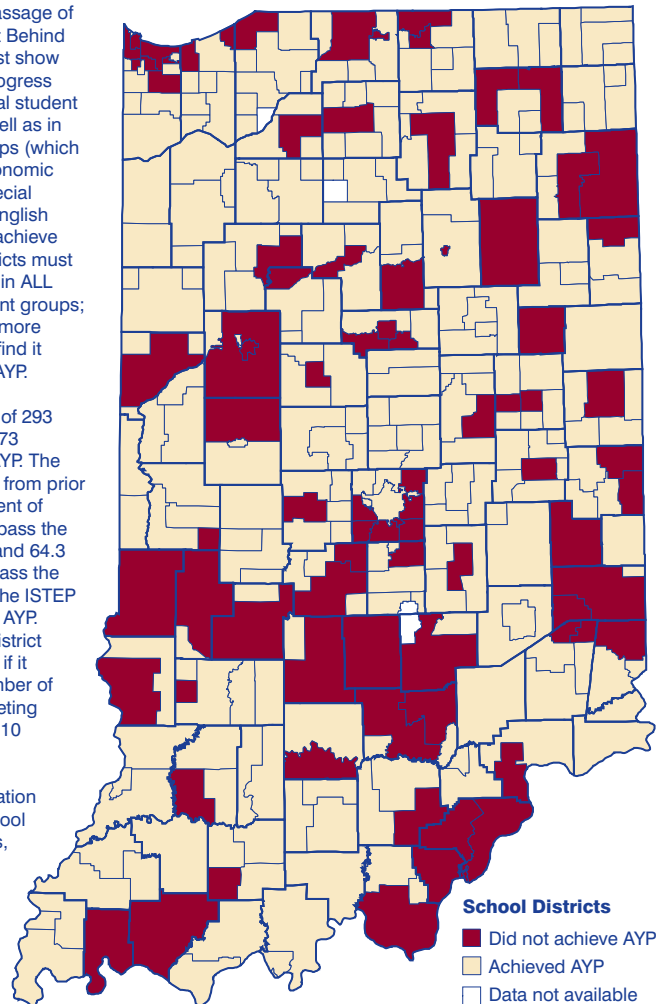 assage of
t Behind
st show
ogress
al student
ell as in
ps (which
onomic
ecial
nglish
achieve
ricts must
in ALL
nt groups;
more
find it
AYP.
of 293
73
YP. The
from prior
ent of
pass the
and 64.3
ass the
he ISTEP
AYP.
istrict
if it
mber of
eting
10
ation
ool
s,
School Districts
Did not achieve AYP
Achieved AYP
Data not available